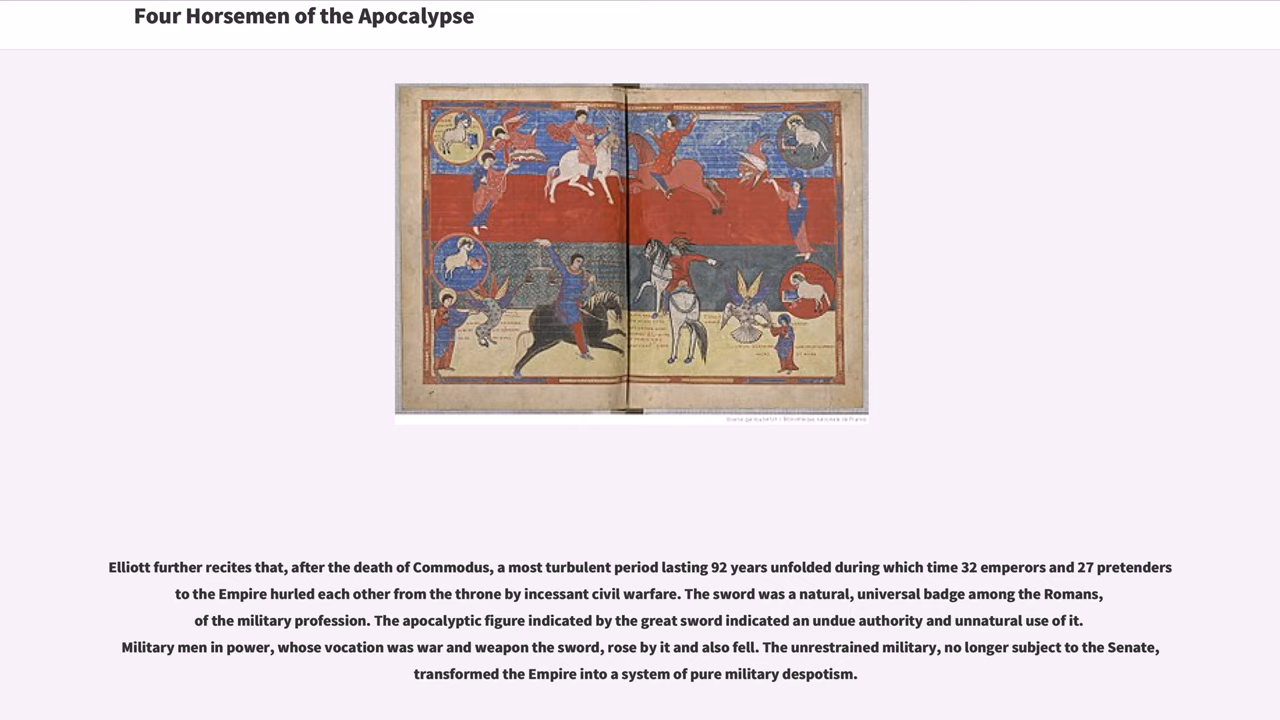 Four Horsemen of the Apocalypse
Elliott further recites that, after the death of Commodus, a most turbulent period lasting 92 years unfolded during which time 32 emperors and 27 pretenders
to the Empire hurled each other from the throne by incessant civil warfare. The sword was a natural, universal badge among the Romans,
of the military profession. The apocalyptic figure indicated by the great sword indicated an undue authority and unnatural use of it.
Military men in power, whose vocation was war and weapon the sword, rose by it and also fell. The unrestrained military, no longer subject to the Senate,
transformed the Empire into a system of pure military despotism.